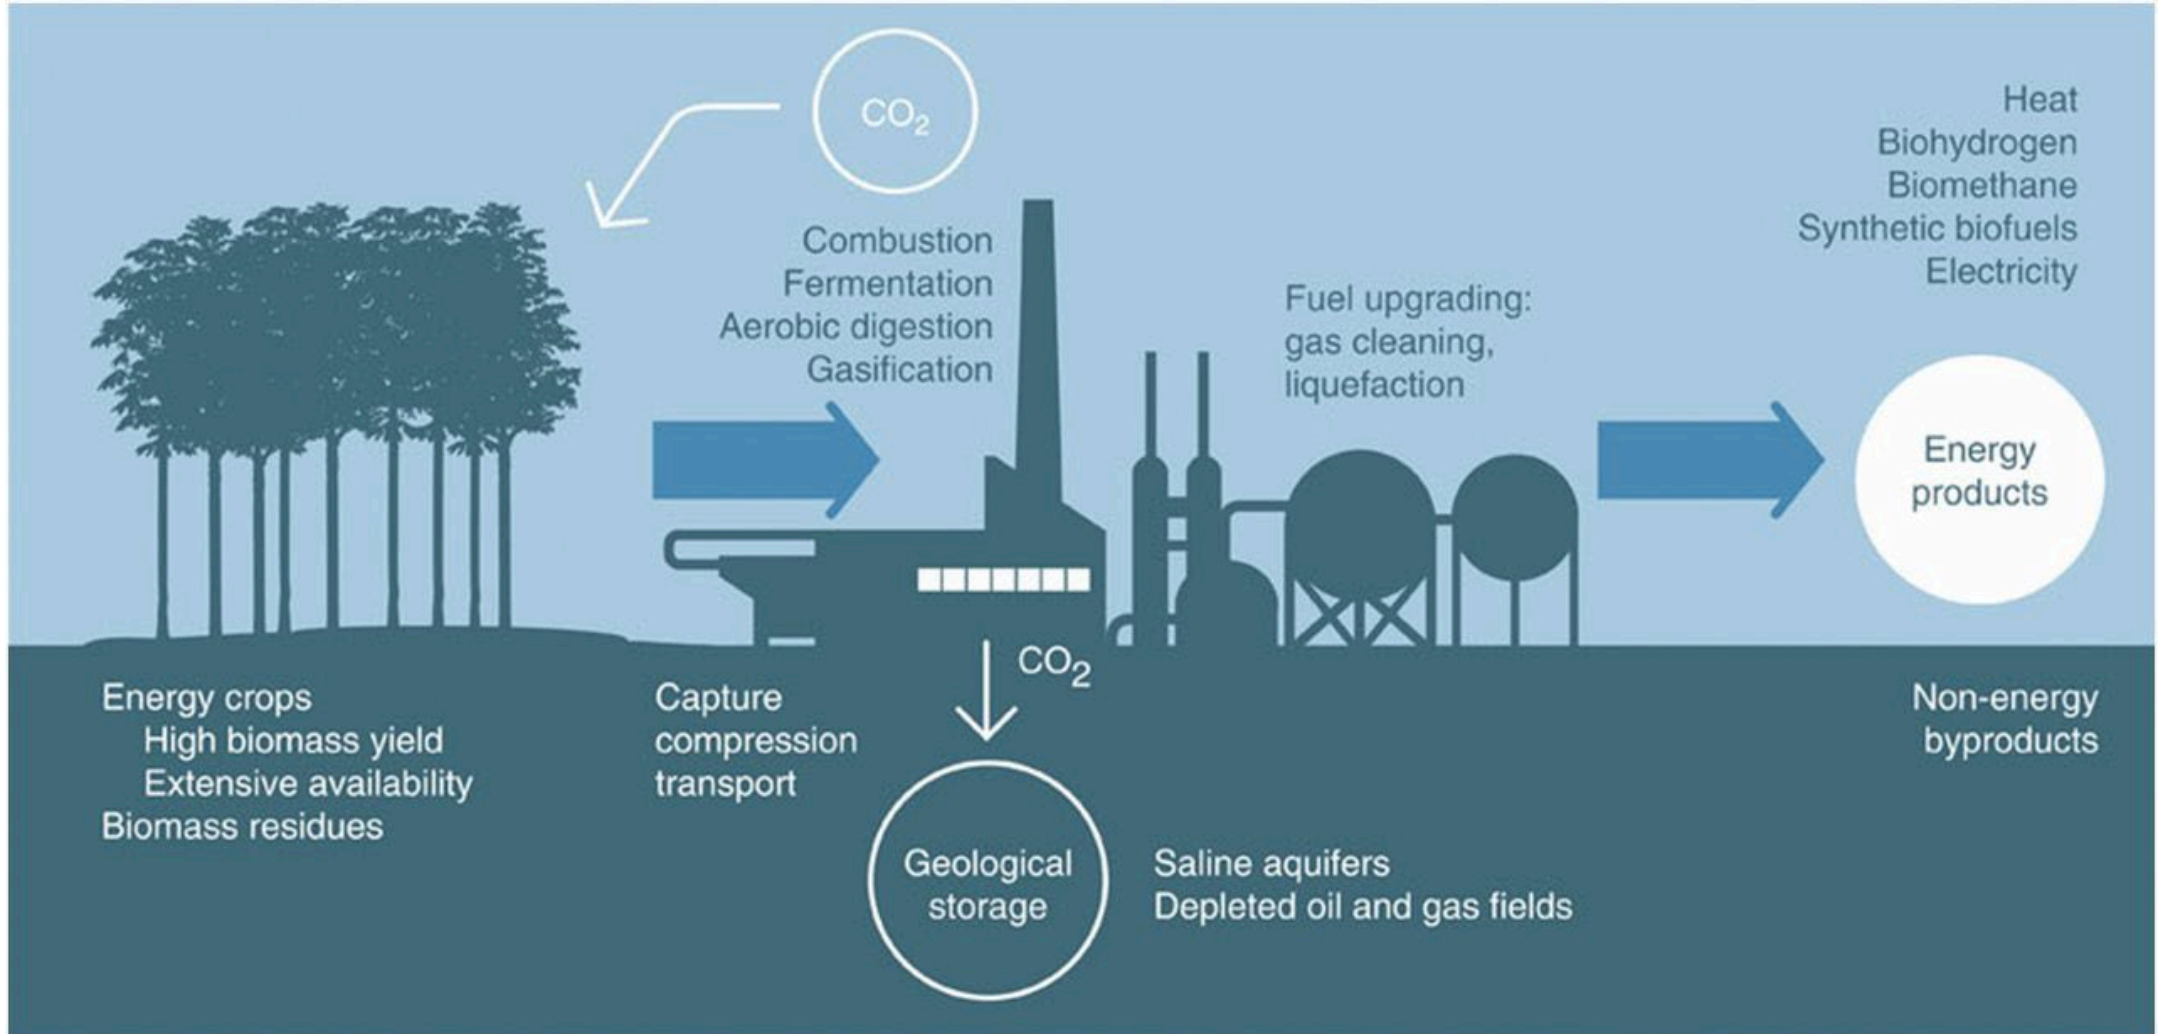 CO₂
Combustion
Fermentation
Aerobic digestion
Gasification
Fuel upgrading:
gas cleaning,
liquefaction
Heat
Biohydrogen
Biomethane
Synthetic biofuels
Electricity
Energy
products
Energy crops
High biomass yield
Extensive availability
Biomass residues
Capture
compression
transport
CO₂
Geological
storage
Saline aquifers
Depleted oil and gas fields
Non-energy
byproducts